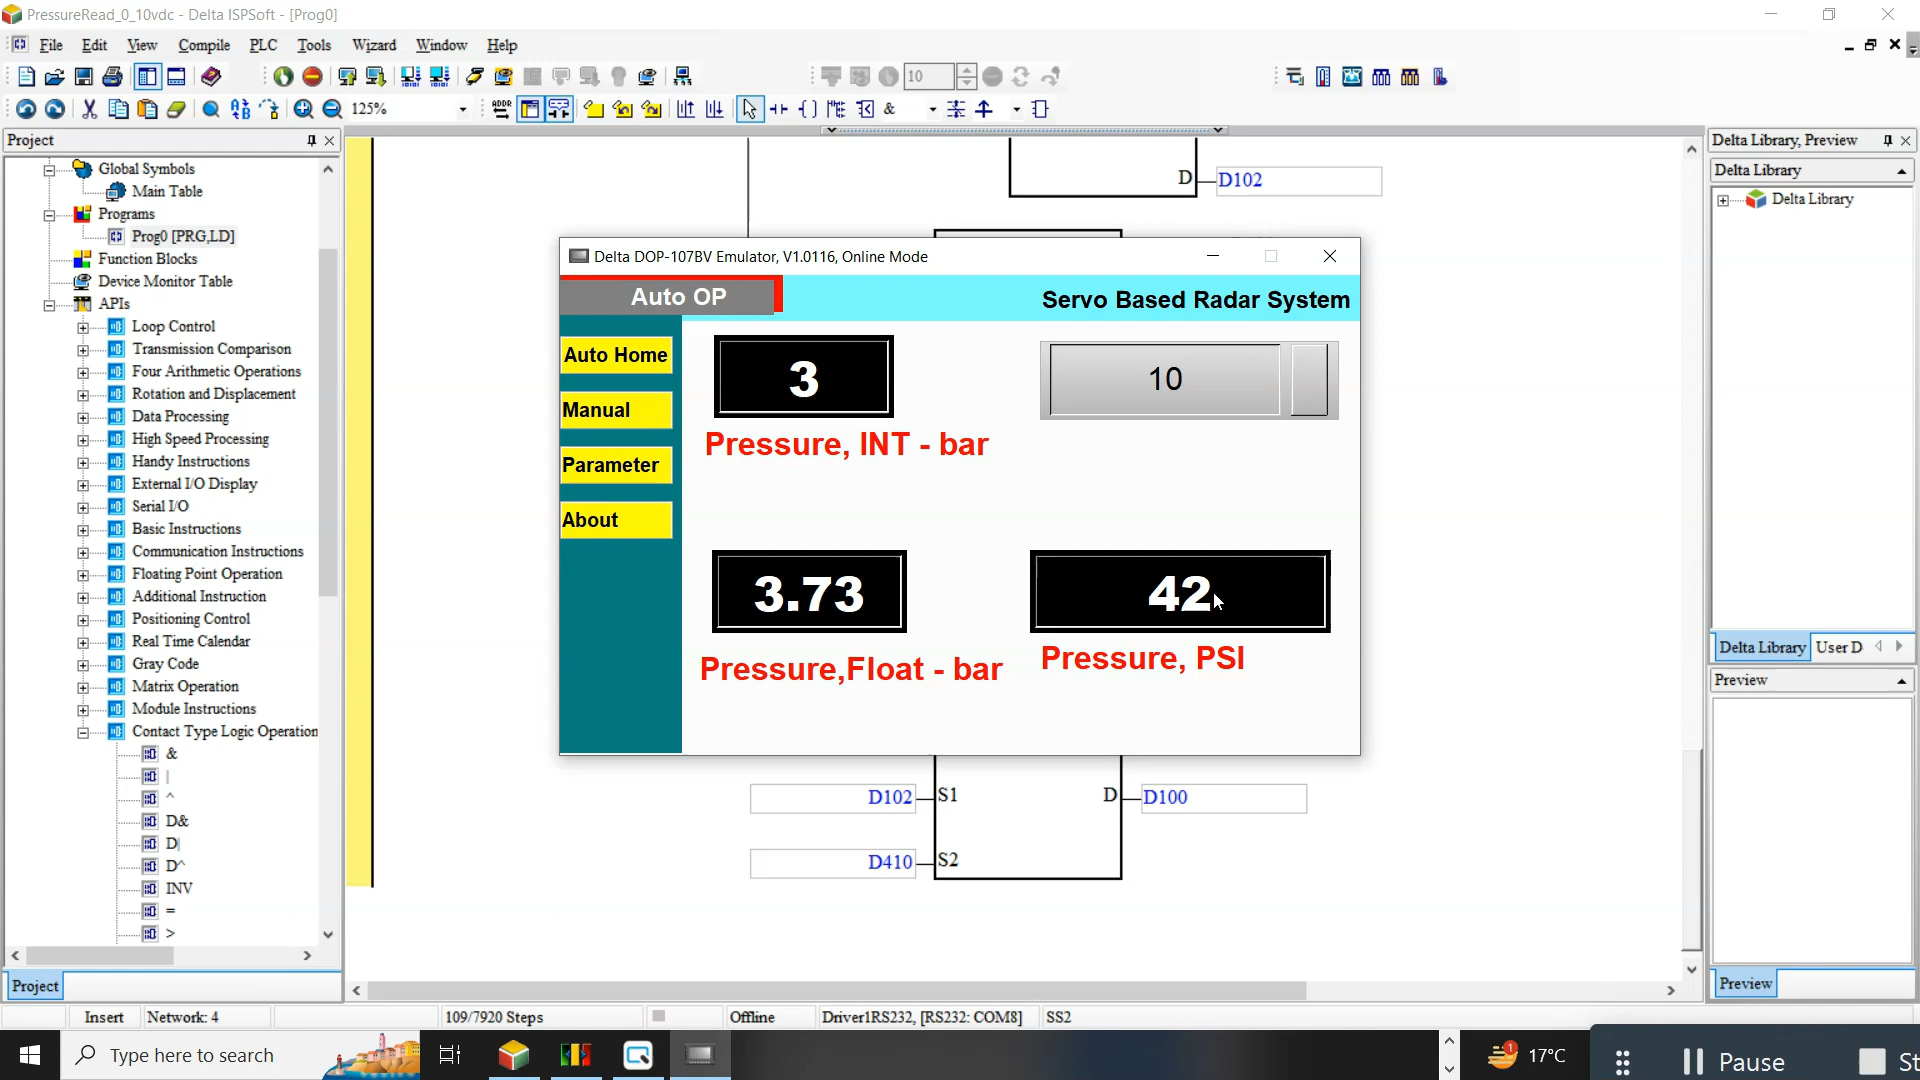 PressureRead_0_10vdc - Delta ISPSoft - [Prog0]
File Edit View Compile PLC Tools Wizard Window Help
10
125%
ADDR
&
Project
Global Symbols
Main Table
Programs
Prog0 [PRG,LD]
Function Blocks
Device Monitor Table
APIs
Loop Control
Transmission Comparison
Four Arithmetic Operations
Rotation and Displacement
Data Processing
High Speed Processing
Handy Instructions
External I/O Display
Serial I/O
Basic Instructions
Communication Instructions
Floating Point Operation
Additional Instruction
Positioning Control
Real Time Calendar
Gray Code
Matrix Operation
Module Instructions
Contact Type Logic Operation
&
|
^
D&
D|
D^
INV
=
>
Project
D
D102
Delta DOP-107BV Emulator, V1.0116, Online Mode
Auto OP
Servo Based Radar System
Auto Home
Manual
Parameter
About
3
10
Pressure, INT - bar
3.73
42
Pressure,Float - bar
Pressure, PSI
D102
S1
D
D100
D410
S2
Delta Library, Preview
Delta Library
Delta Library
Delta Library
User D
Preview
Preview
Insert
Network: 4
109/7920 Steps
Offline
Driver1RS232, [RS232: COM8]
SS2
Type here to search
1
17°C
Pause
St